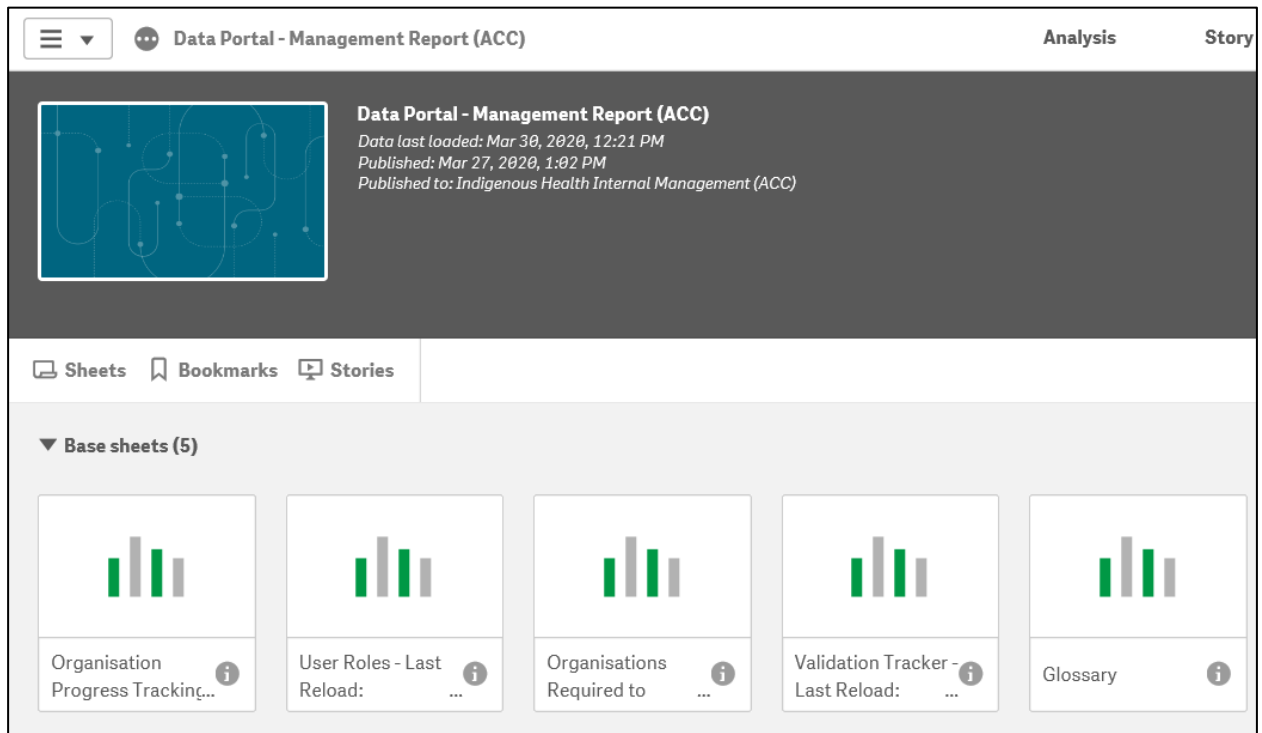 Data Portal - Management Report (ACC)
Analysis
Story
Data Portal - Management Report (ACC)
Data last loaded: Mar 30, 2020, 12:21 PM
Published: Mar 27, 2020, 1:02 PM
Published to: Indigenous Health Internal Management (ACC)
Sheets
Bookmarks
Stories
Base sheets (5)
Organisation
Progress Tracking...
User Roles - Last
Reload: ...
Organisations
Required to ...
Validation Tracker -
Last Reload: ...
Glossary